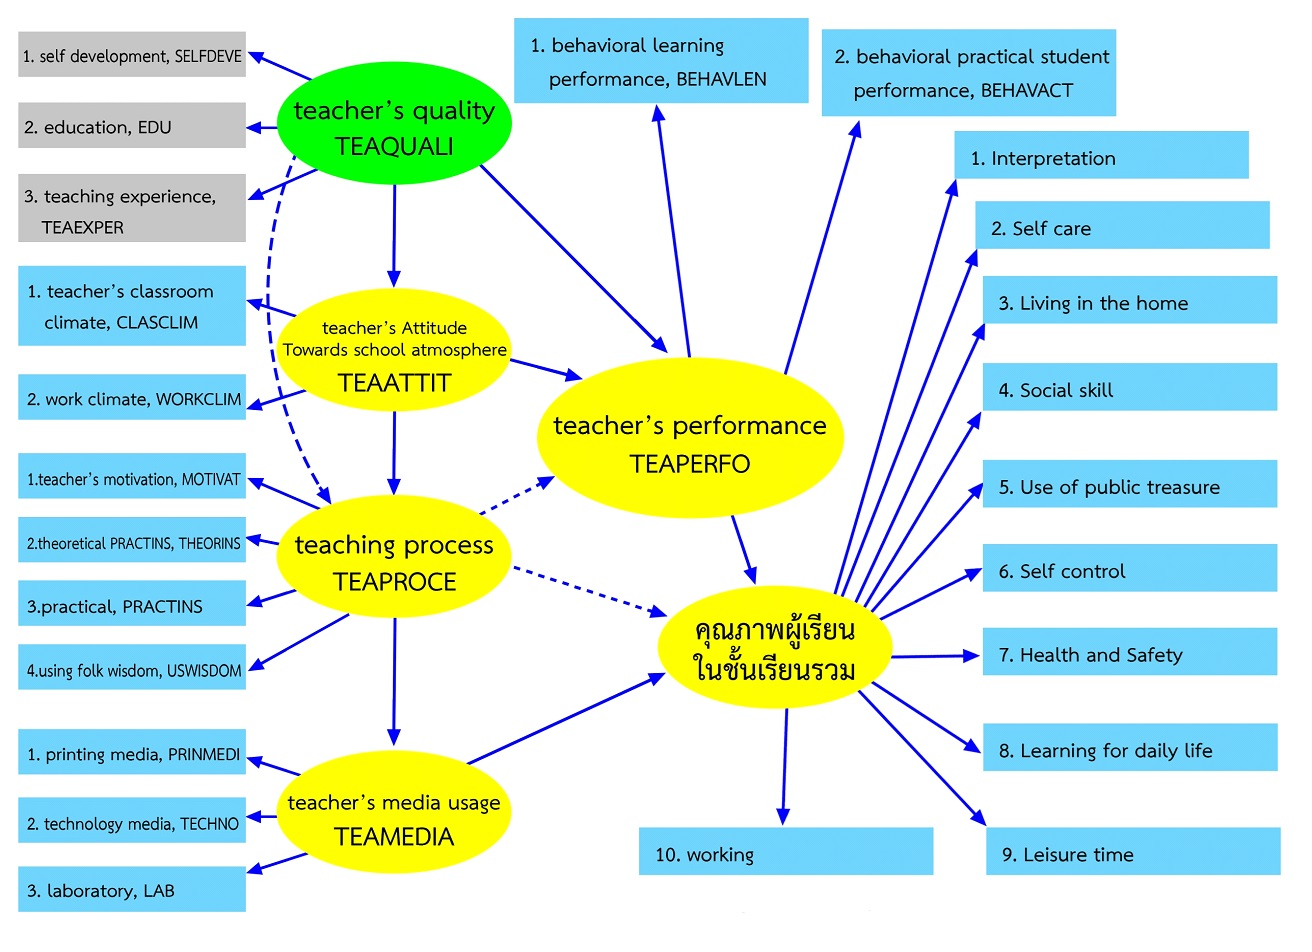 1. self development, SELFDEVE
2. education, EDU
3. teaching experience,
TEAEXPER
teacher's quality
TEAQUALI
1. behavioral learning
performance, BEHAVLEN
2. behavioral practical student
performance, BEHAVACT
1. teacher's classroom
climate, CLASCLIM
2. work climate, WORKCLIM
teacher's Attitude
Towards school atmosphere
TEAATTIT
teacher's performance
TEAPERFO
1.teacher's motivation, MOTIVAT
2.theoretical PRACTINS, THEORINS
3.practical, PRACTINS
4.using folk wisdom, USWISDOM
teaching process
TEAPROCE
1. printing media, PRINMEDI
2. technology media, TECHNO
3. laboratory, LAB
teacher's media usage
TEAMEDIA
คุณภาพผู้เรียน
ในชั้นเรียนรวม
1. Interpretation
2. Self care
3. Living in the home
4. Social skill
5. Use of public treasure
6. Self control
7. Health and Safety
8. Learning for daily life
9. Leisure time
10. working